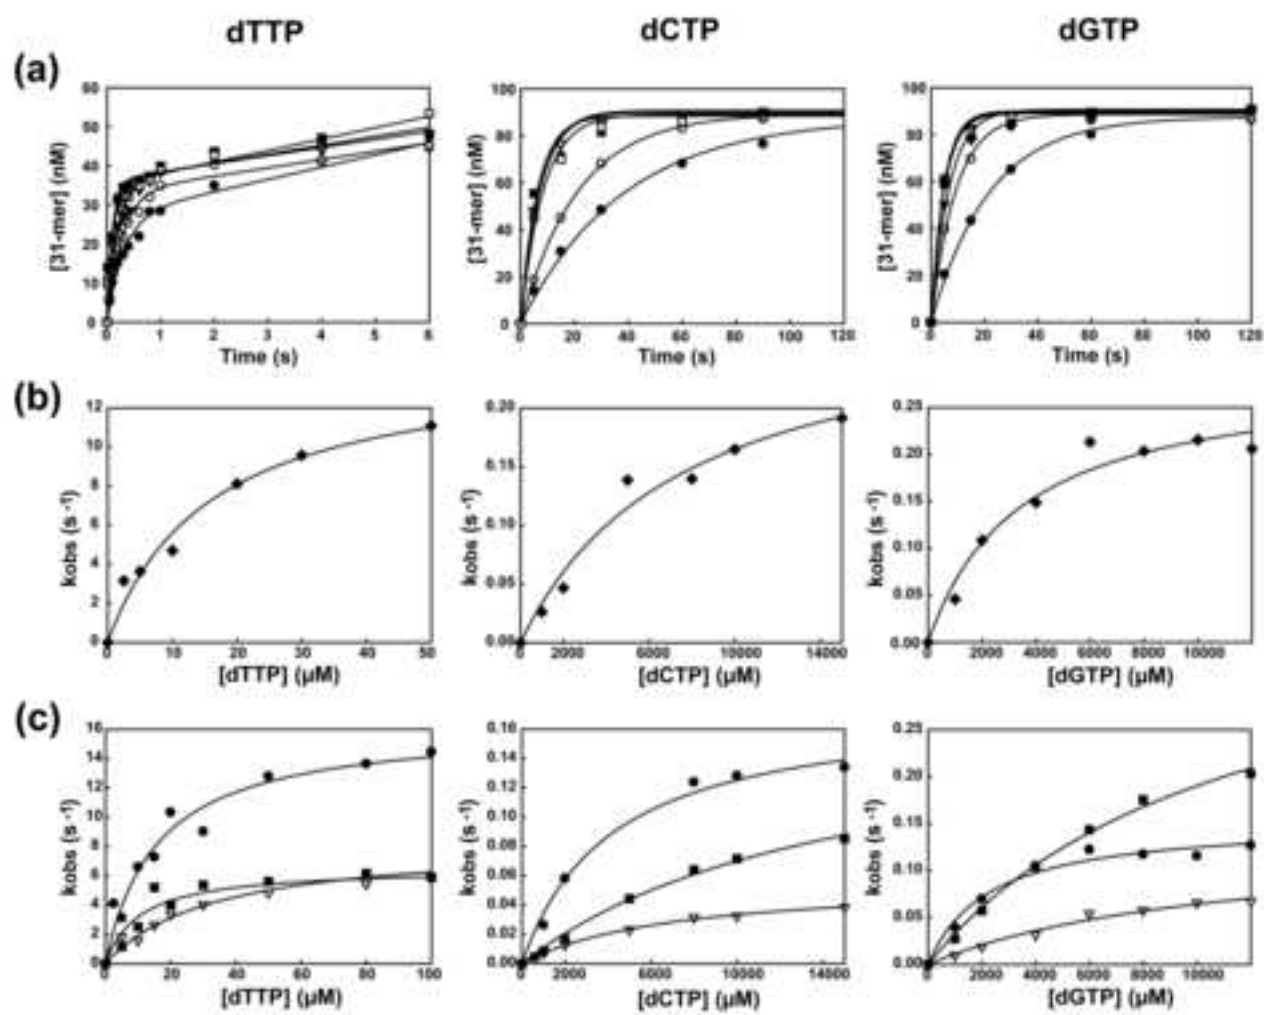 dTTP dCTP dGTP
(a)
60 50 40 30 20 10 0
[31-mer] (nM)
0 1 2 3 4 5 6
Time (s)
100 80 60 40 20 0
[31-mer] (nM)
0 20 40 60 80 100 120
Time (s)
100 80 60 40 20 0
[31-mer] (nM)
0 20 40 60 80 100 120
Time (s)
(b)
12 10 8 6 4 2 0
kobs (s⁻¹)
0 10 20 30 40 50
[dTTP] (µM)
0.20 0.15 0.10 0.05 0.00
kobs (s⁻¹)
0 2000 6000 10000 14000
[dCTP] (µM)
0.25 0.20 0.15 0.10 0.05 0.00
kobs (s⁻¹)
0 2000 4000 6000 8000 10000
[dGTP] (µM)
(c)
16 14 12 10 8 6 4 2 0
kobs (s⁻¹)
0 20 40 60 80 100
[dTTP] (µM)
0.16 0.14 0.12 0.10 0.08 0.06 0.04 0.02 0.00
kobs (s⁻¹)
0 2000 6000 10000 14000
[dCTP] (µM)
0.25 0.20 0.15 0.10 0.05 0.00
kobs (s⁻¹)
0 2000 4000 6000 8000 10000
[dGTP] (µM)